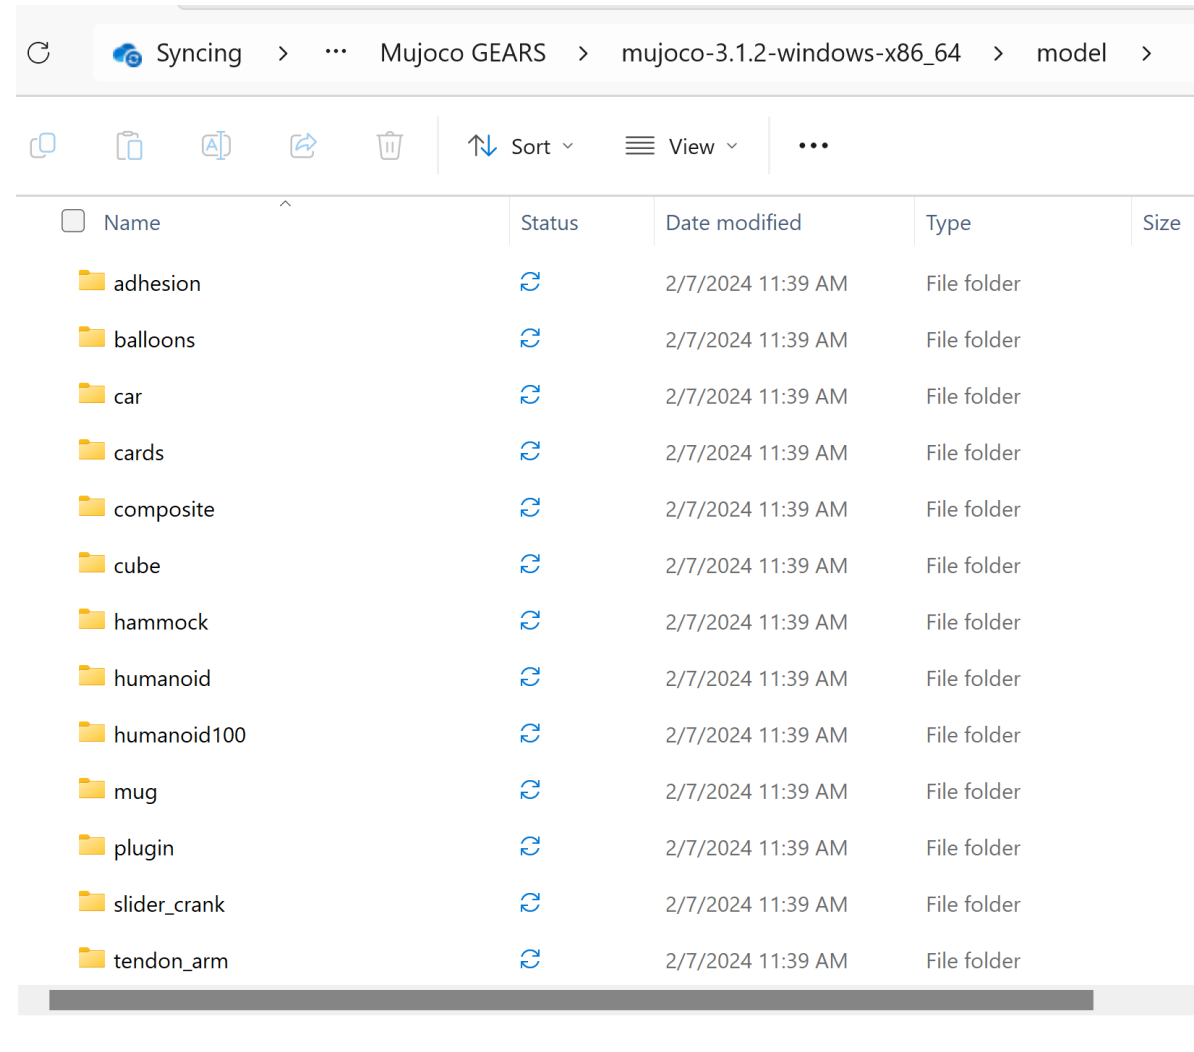 Syncing > ... Mujoco GEARS > mujoco-3.1.2-windows-x86_64 > model >
Sort View ...
Name Status Date modified Type Size
adhesion 2/7/2024 11:39 AM File folder
balloons 2/7/2024 11:39 AM File folder
car 2/7/2024 11:39 AM File folder
cards 2/7/2024 11:39 AM File folder
composite 2/7/2024 11:39 AM File folder
cube 2/7/2024 11:39 AM File folder
hammock 2/7/2024 11:39 AM File folder
humanoid 2/7/2024 11:39 AM File folder
humanoid100 2/7/2024 11:39 AM File folder
mug 2/7/2024 11:39 AM File folder
plugin 2/7/2024 11:39 AM File folder
slider_crank 2/7/2024 11:39 AM File folder
tendon_arm 2/7/2024 11:39 AM File folder